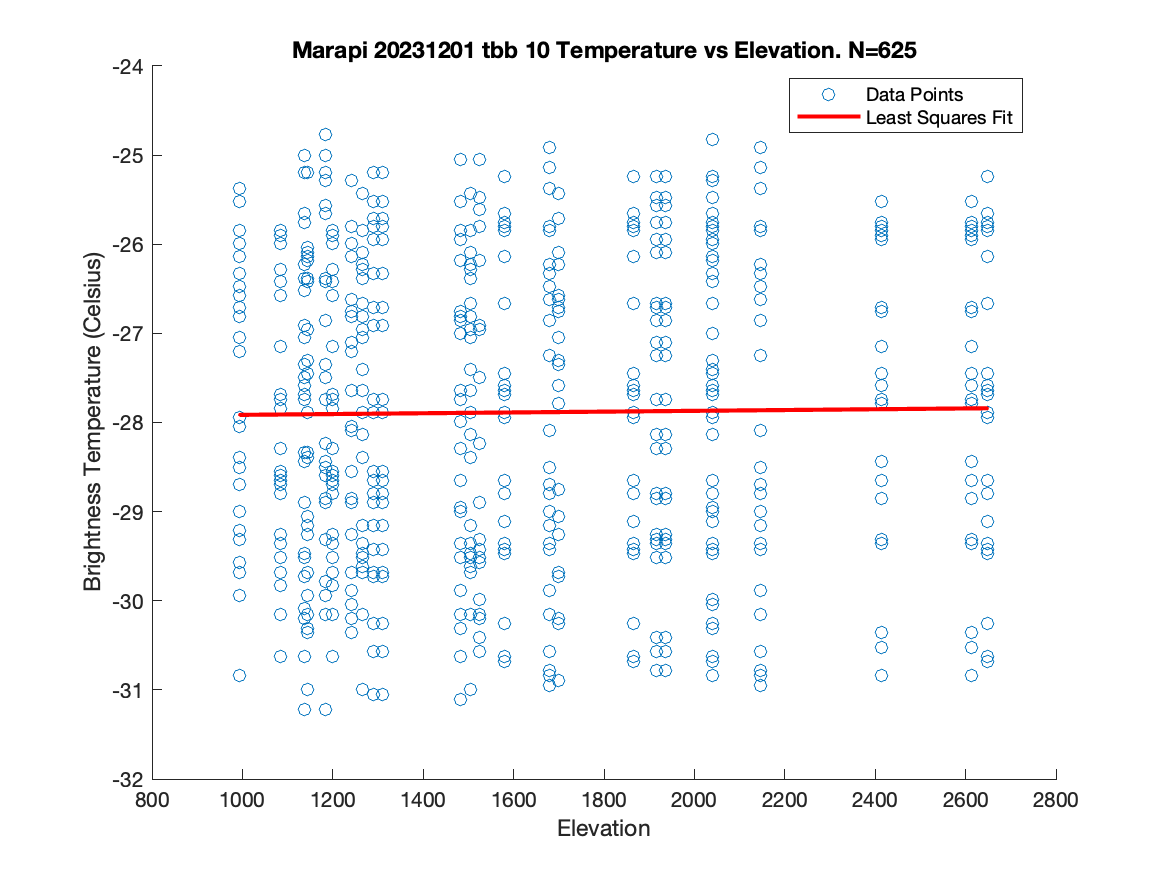 Marapi 20231201 tbb 10 Temperature vs Elevation. N=625
Data Points
Least Squares Fit
Brightness Temperature (Celsius)
-24
-25
-26
-27
-28
-29
-30
-31
-32
800 1000 1200 1400 1600 1800 2000 2200 2400 2600 2800
Elevation